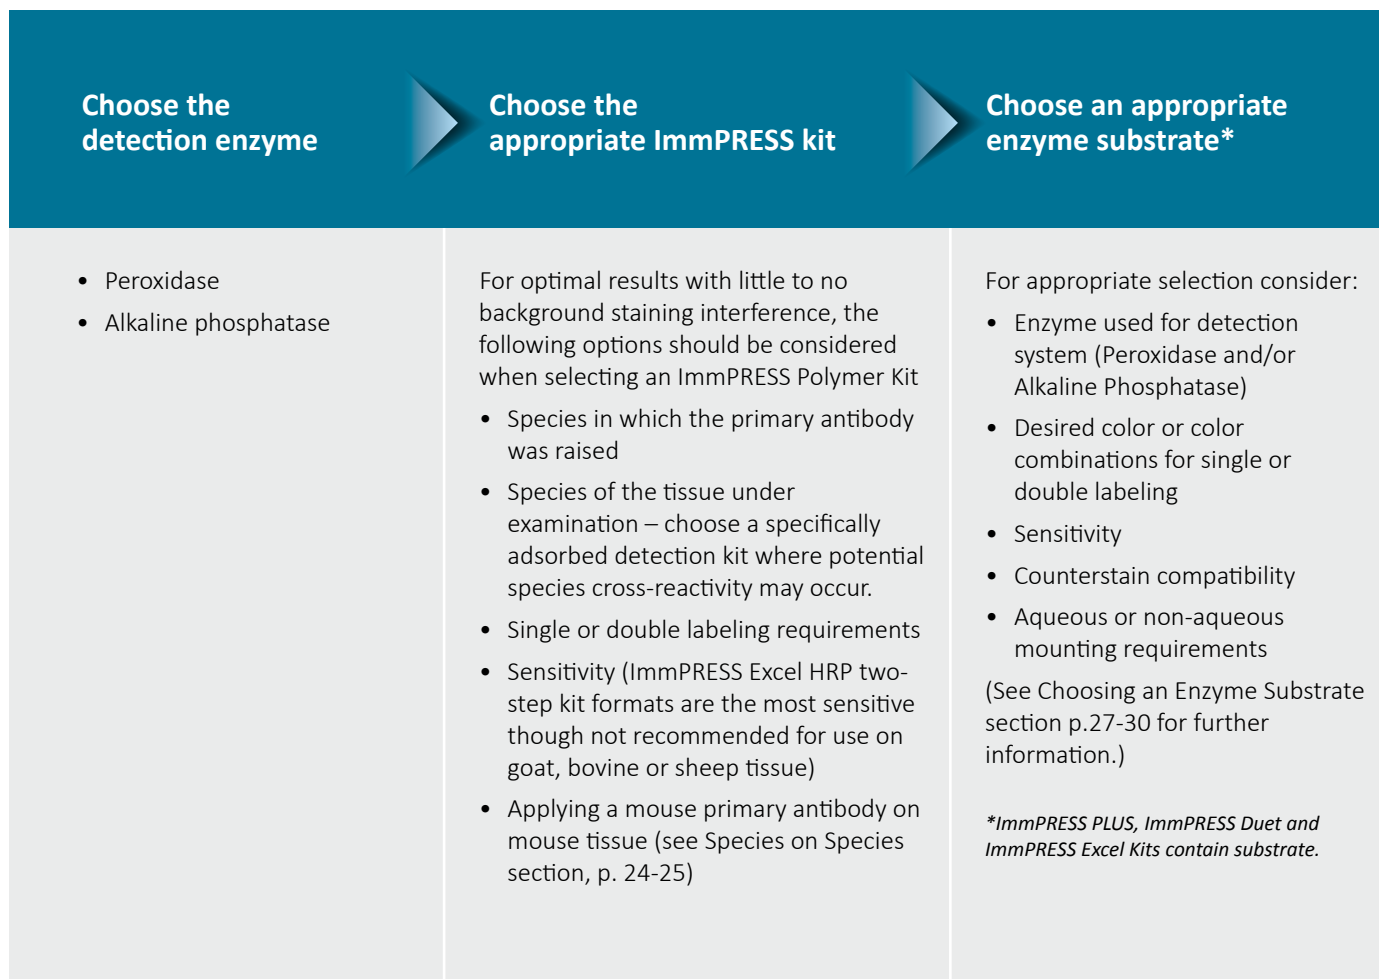 Choose the
detection enzyme
Choose the
appropriate ImmPRESS kit
Choose an appropriate
enzyme substrate*
• Peroxidase
• Alkaline phosphatase
For optimal results with little to no
background staining interference, the
following options should be considered
when selecting an ImmPRESS Polymer Kit
• Species in which the primary antibody
was raised
• Species of the tissue under
examination – choose a specifically
adsorbed detection kit where potential
species cross-reactivity may occur.
• Single or double labeling requirements
• Sensitivity (ImmPRESS Excel HRP two-
step kit formats are the most sensitive
though not recommended for use on
goat, bovine or sheep tissue)
• Applying a mouse primary antibody on
mouse tissue (see Species on Species
section, p. 24-25)
For appropriate selection consider:
• Enzyme used for detection
system (Peroxidase and/or
Alkaline Phosphatase)
• Desired color or color
combinations for single or
double labeling
• Sensitivity
• Counterstain compatibility
• Aqueous or non-aqueous
mounting requirements
(See Choosing an Enzyme Substrate
section p.27-30 for further
information.)
*ImmPRESS PLUS, ImmPRESS Duet and
ImmPRESS Excel Kits contain substrate.